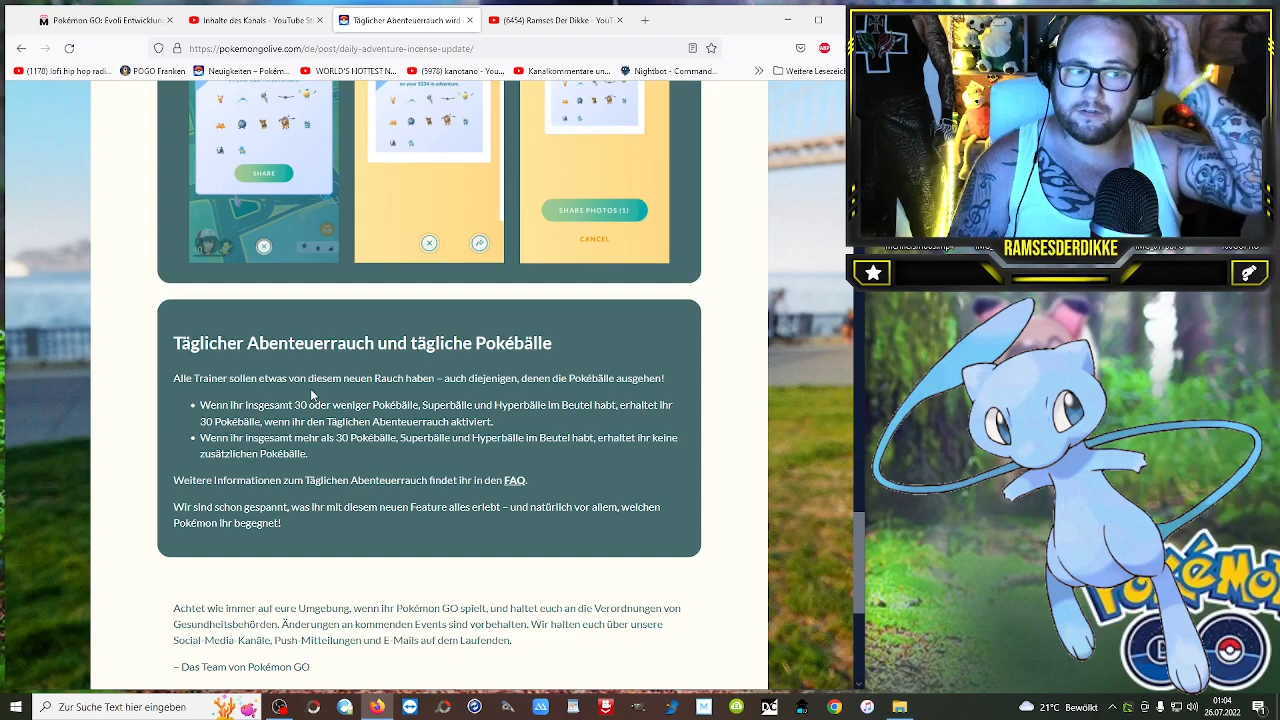 Pokémon GO: Evoli Entwicklun
Stage Tänzer und Abenteuer
Täglicher Abenteuerrauch wird
(6454) Ramses Der Dikke - YouT
https://pokemongolive.com/de/post/daily-adventure-incense-update/
(1178) lofi hip hop radi...
POGO Franken
Neuigkeiten – Pokém...
WORLD'S HOTTEST N...
(5978) kanotano - You...
Kanalkommentare un...
Nightbot - Command...
Weitere Lesezeich
on your 3234 m adventure.
SHARE
SHARE PHOTOS (1)
CANCEL
RAMSESDERDIKKE
Täglicher Abenteuerrauch und tägliche Pokébälle
Alle Trainer sollen etwas von diesem neuen Rauch haben – auch diejenigen, denen die Pokébälle ausgehen!
• Wenn ihr insgesamt 30 oder weniger Pokébälle, Superbälle und Hyperbälle im Beutel habt, erhaltet ihr
30 Pokébälle, wenn ihr den Täglichen Abenteuerrauch aktiviert.
• Wenn ihr insgesamt mehr als 30 Pokébälle, Superbälle und Hyperbälle im Beutel habt, erhaltet ihr keine
zusätzlichen Pokébälle.
Weitere Informationen zum Täglichen Abenteuerrauch findet ihr in den FAQ.
Wir sind schon gespannt, was ihr mit diesem neuen Feature alles erlebt – und natürlich vor allem, welchen
Pokémon ihr begegnet!
Achtet wie immer auf eure Umgebung, wenn ihr Pokémon GO spielt, und haltet euch an die Verordnungen von
Gesundheitsbehörden. Änderungen an kommenden Events sind vorbehalten. Wir halten euch über unsere
Social-Media-Kanäle, Push-Mitteilungen und E-Mails auf dem Laufenden.
– Das Team von Pokémon GO
Pokémon
Zur Suche Text hier eingeben
21°C Bewölkt
01:04
26.07.2022